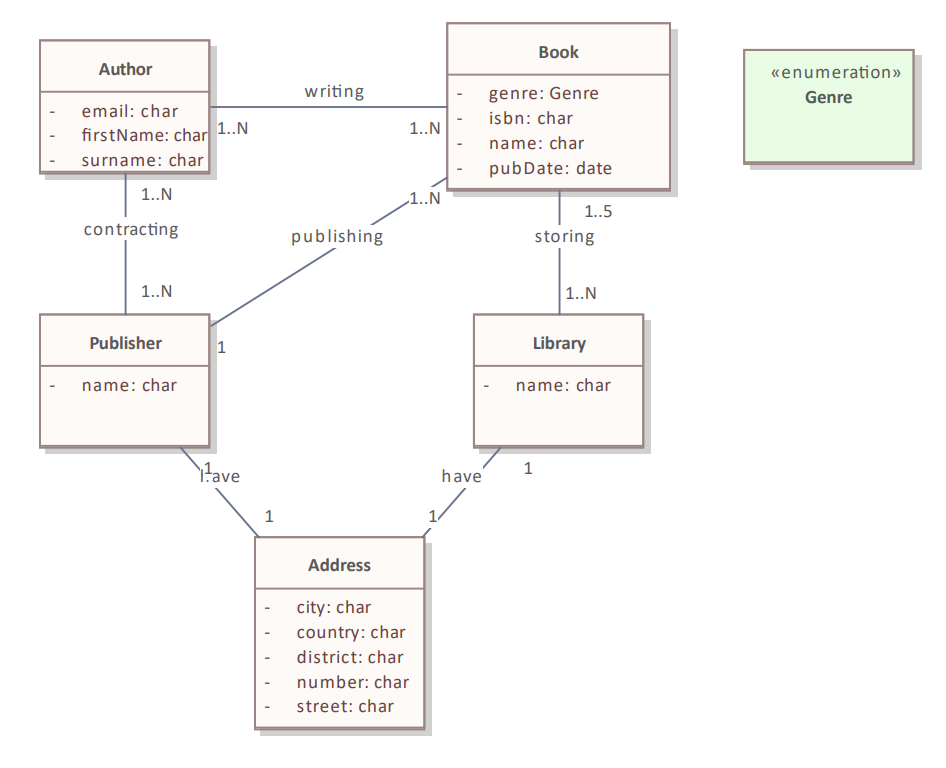 Author
- email: char
- firstName: char
- surname: char
writing
1..N
1..N
Book
- genre: Genre
- isbn: char
- name: char
- pubDate: date
«enumeration»
Genre
1..N
contracting
1..N
1..N
publishing
1
1..5
storing
1..N
Publisher
- name: char
Library
- name: char
1
have
1
1
have
1
Address
- city: char
- country: char
- district: char
- number: char
- street: char